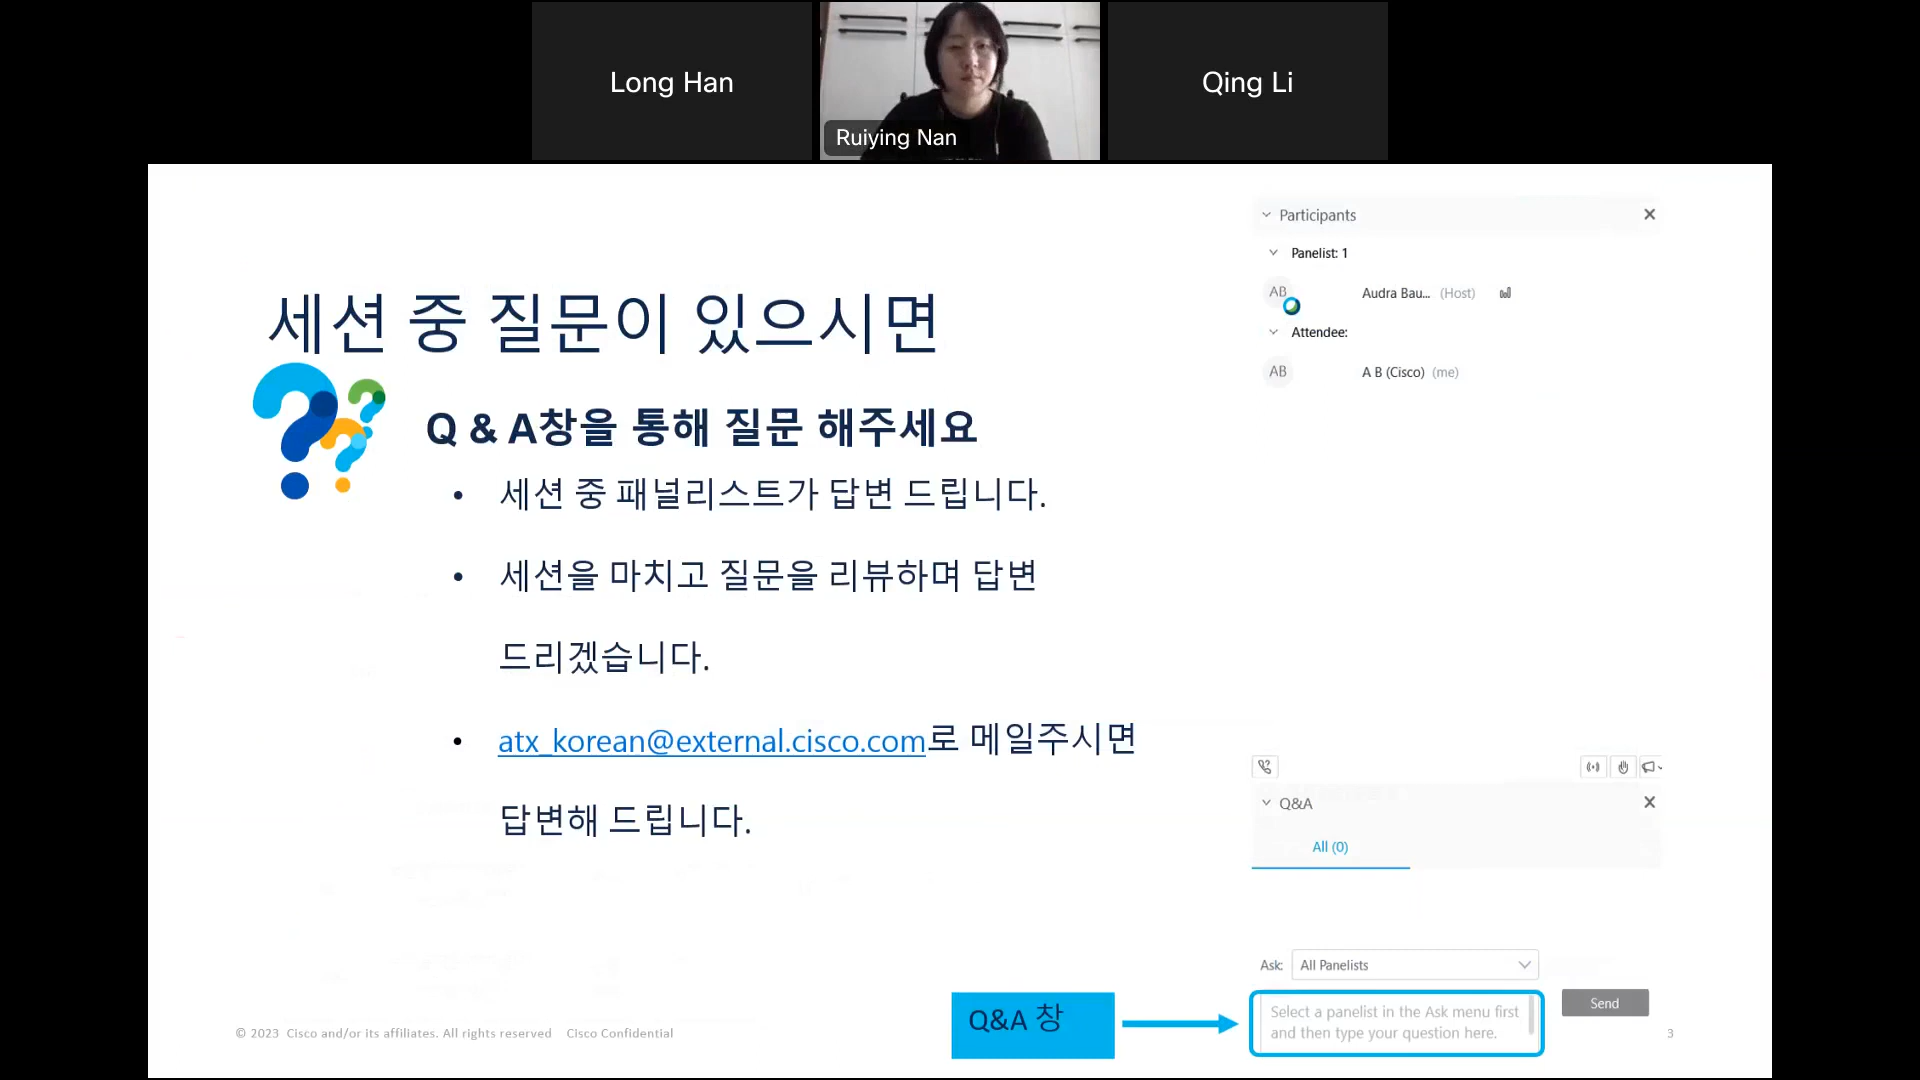 Long Han
Ruiying Nan
Qing Li
세션 중 질문이 있으시면
Q & A창을 통해 질문 해주세요
• 세션 중 패널리스트가 답변 드립니다.
• 세션을 마치고 질문을 리뷰하며 답변
드리겠습니다.
• atx_korean@external.cisco.com로 메일주시면
답변해 드립니다.
Participants
Panelist: 1
AB Audra Bau... (Host)
Attendee:
AB A B (Cisco) (me)
Q&A
All (0)
Ask: All Panelists
Select a panelist in the Ask menu first
and then type your question here.
Send
Q&A 창
© 2023 Cisco and/or its affiliates. All rights reserved Cisco Confidential
3